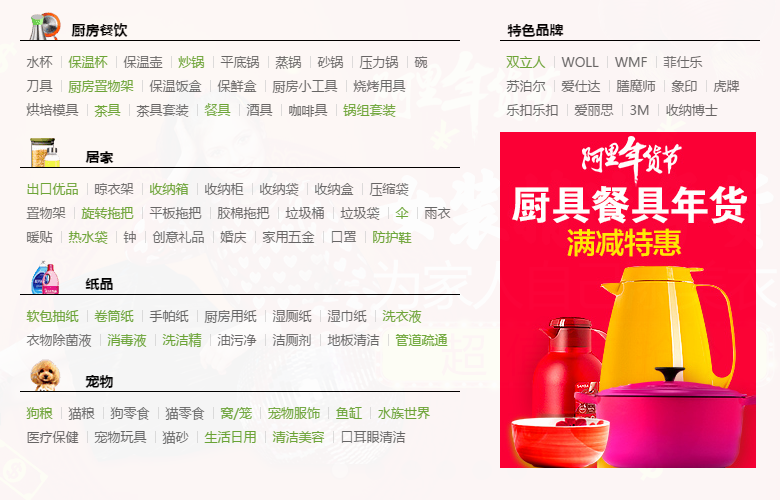 厨房餐饮
水杯 保温杯 保温壶 炒锅 平底锅 蒸锅 砂锅 压力锅 碗
刀具 厨房置物架 保温饭盒 保鲜盒 厨房小工具 烧烤用具
烘培模具 茶具 茶具套装 餐具 酒具 咖啡具 锅组套装
居家
出口优品 晾衣架 收纳箱 收纳柜 收纳袋 收纳盒 压缩袋
置物架 旋转拖把 平板拖把 胶棉拖把 垃圾桶 垃圾袋 伞 雨衣
暖贴 热水袋 钟 创意礼品 婚庆 家用五金 口罩 防护鞋
纸品
软包抽纸 卷筒纸 手帕纸 厨房用纸 湿厕纸 湿巾纸 洗衣液
衣物除菌液 消毒液 洗洁精 油污净 洁厕剂 地板清洁 管道疏通
宠物
狗粮 猫粮 狗零食 猫零食 窝/笼 宠物服饰 鱼缸 水族世界
医疗保健 宠物玩具 猫砂 生活日用 清洁美容 口耳眼清洁
特色品牌
双立人 WOLL WMF 菲仕乐
苏泊尔 爱仕达 膳魔师 象印 虎牌
乐扣乐扣 爱丽思 3M 收纳博士
阿里年货节
厨具餐具年货
满减特惠